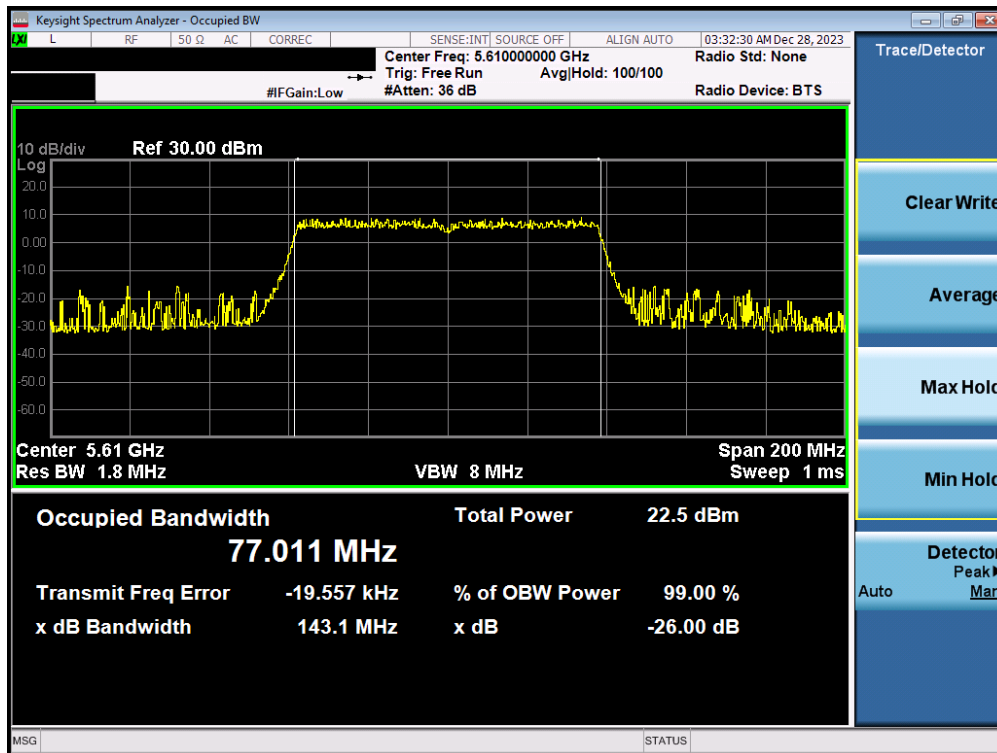 Keysight Spectrum Analyzer - Occupied BW
LXI L RF 50 Ω AC CORREC SENSE:INT SOURCE OFF ALIGN AUTO 03:32:30 AM Dec 28, 2023
Center Freq: 5.610000000 GHz Radio Std: None
Trig: Free Run Avg|Hold: 100/100
#IFGain:Low #Atten: 36 dB Radio Device: BTS
Trace/Detector
10 dB/div Ref 30.00 dBm
Log
20.0
10.0
0.00
-10.0
-20.0
-30.0
-40.0
-50.0
-60.0
Center 5.61 GHz Span 200 MHz
Res BW 1.8 MHz VBW 8 MHz Sweep 1 ms
Occupied Bandwidth Total Power 22.5 dBm
77.011 MHz
Transmit Freq Error -19.557 kHz % of OBW Power 99.00 %
x dB Bandwidth 143.1 MHz x dB -26.00 dB
Clear Write
Average
Max Hold
Min Hold
Detector
Peak
Auto Man
MSG STATUS